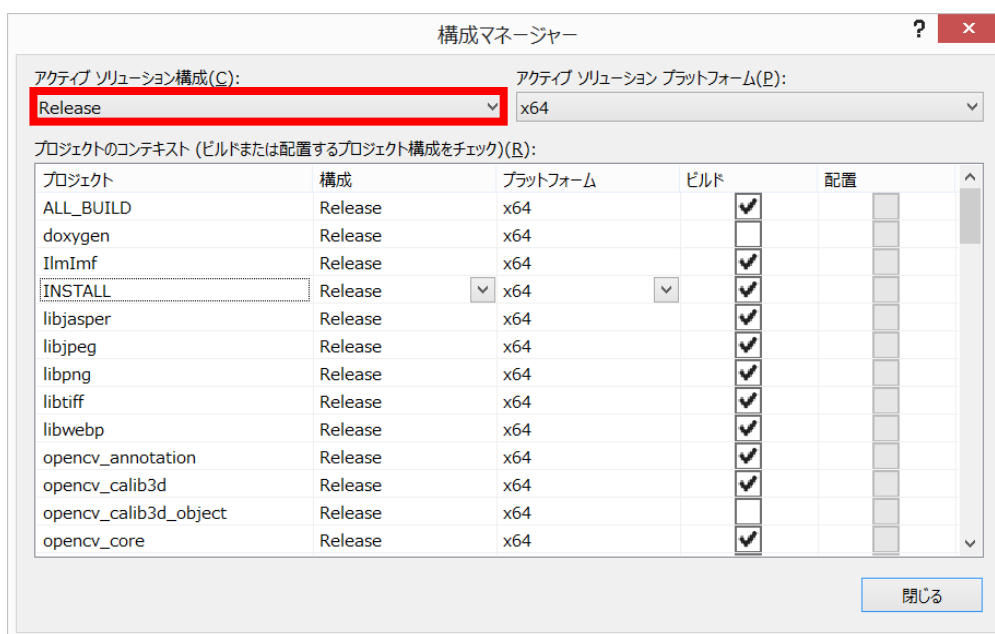 構成マネージャー
?
×
アクティブ ソリューション構成(C):
アクティブ ソリューション プラットフォーム(P):
Release
x64
プロジェクトのコンテキスト (ビルドまたは配置するプロジェクト構成をチェック)(R):
プロジェクト 構成 プラットフォーム ビルド 配置
ALL_BUILD Release x64
doxygen Release x64
IlmImf Release x64
INSTALL Release x64
libjasper Release x64
libjpeg Release x64
libpng Release x64
libtiff Release x64
libwebp Release x64
opencv_annotation Release x64
opencv_calib3d Release x64
opencv_calib3d_object Release x64
opencv_core Release x64
閉じる